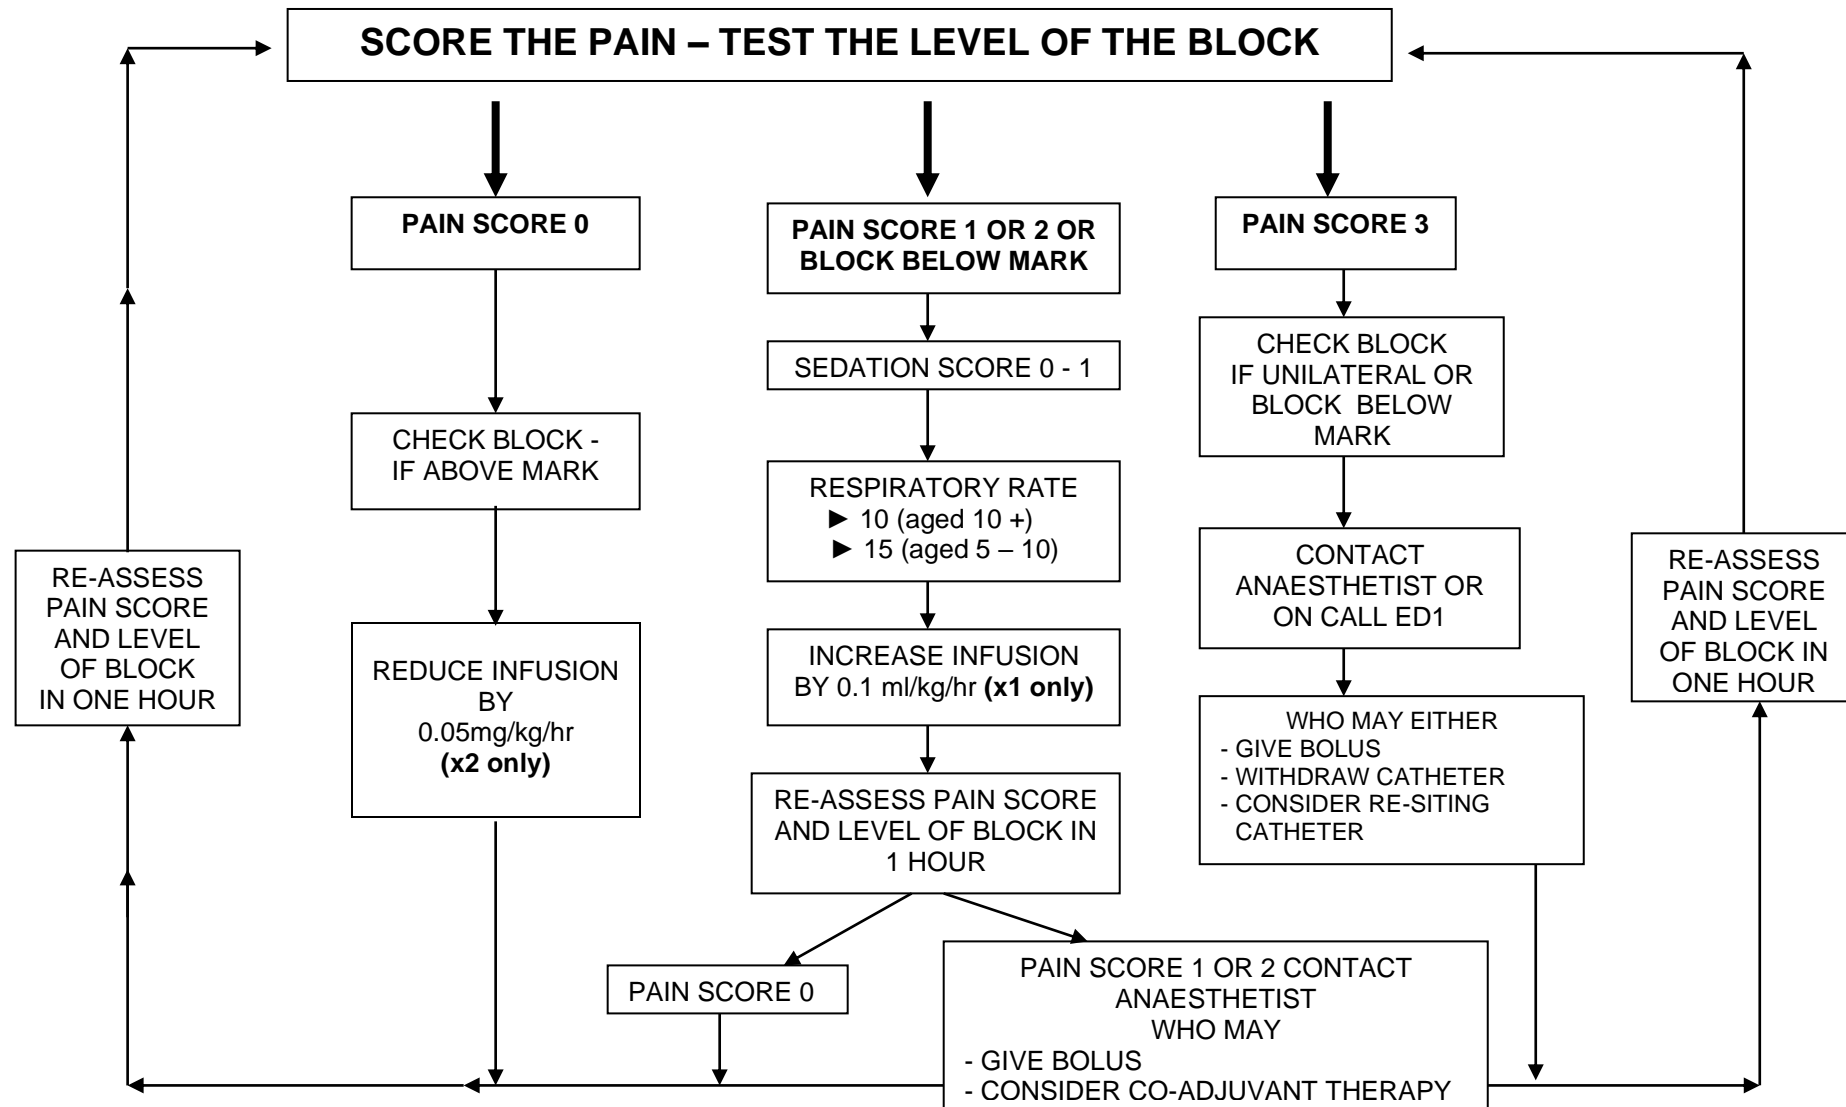 SCORE THE PAIN – TEST THE LEVEL OF THE BLOCK
PAIN SCORE 0
CHECK BLOCK -
IF ABOVE MARK
REDUCE INFUSION
BY
0.05mg/kg/hr
(x2 only)
PAIN SCORE 1 OR 2 OR
BLOCK BELOW MARK
SEDATION SCORE 0 - 1
RESPIRATORY RATE
► 10 (aged 10 +)
► 15 (aged 5 – 10)
INCREASE INFUSION
BY 0.1 ml/kg/hr (x1 only)
RE-ASSESS PAIN SCORE
AND LEVEL OF BLOCK IN
1 HOUR
PAIN SCORE 0
PAIN SCORE 1 OR 2 CONTACT
ANAESTHETIST
WHO MAY
- GIVE BOLUS
- CONSIDER CO-ADJUVANT THERAPY
PAIN SCORE 3
CHECK BLOCK
IF UNILATERAL OR
BLOCK BELOW
MARK
CONTACT
ANAESTHETIST OR
ON CALL ED1
WHO MAY EITHER
- GIVE BOLUS
- WITHDRAW CATHETER
- CONSIDER RE-SITING
CATHETER
RE-ASSESS
PAIN SCORE
AND LEVEL
OF BLOCK
IN ONE HOUR
RE-ASSESS
PAIN SCORE
AND LEVEL
OF BLOCK IN
ONE HOUR